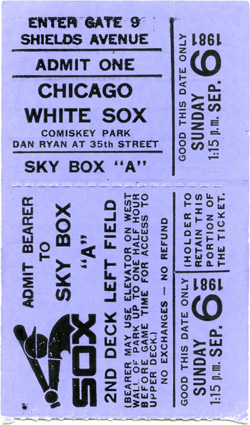 ENTER GATE 9
SHIELDS AVENUE
ADMIT ONE
CHICAGO
WHITE SOX
COMISKEY PARK
DAN RYAN at 35th STREET
SKY BOX "A"
GOOD THIS DATE ONLY
SUNDAY
1:15 p.m. SEP.
6
1981
ADMIT BEARER
TO
SKY BOX
"A"
2ND DECK LEFT FIELD
(BEARER MAY USE ELEVATOR ON WEST
WALL OF PARK UP TO ONE HALF HOUR
BEFORE GAME TIME FOR ACCESS TO
UPPER DECK.)
NO EXCHANGES — NO REFUND
SOX
(HOLDER TO
RETAIN THIS
PORTION OF
THE TICKET.
GOOD THIS DATE ONLY
SUNDAY
1:15 p.m. SEP.
6
1981